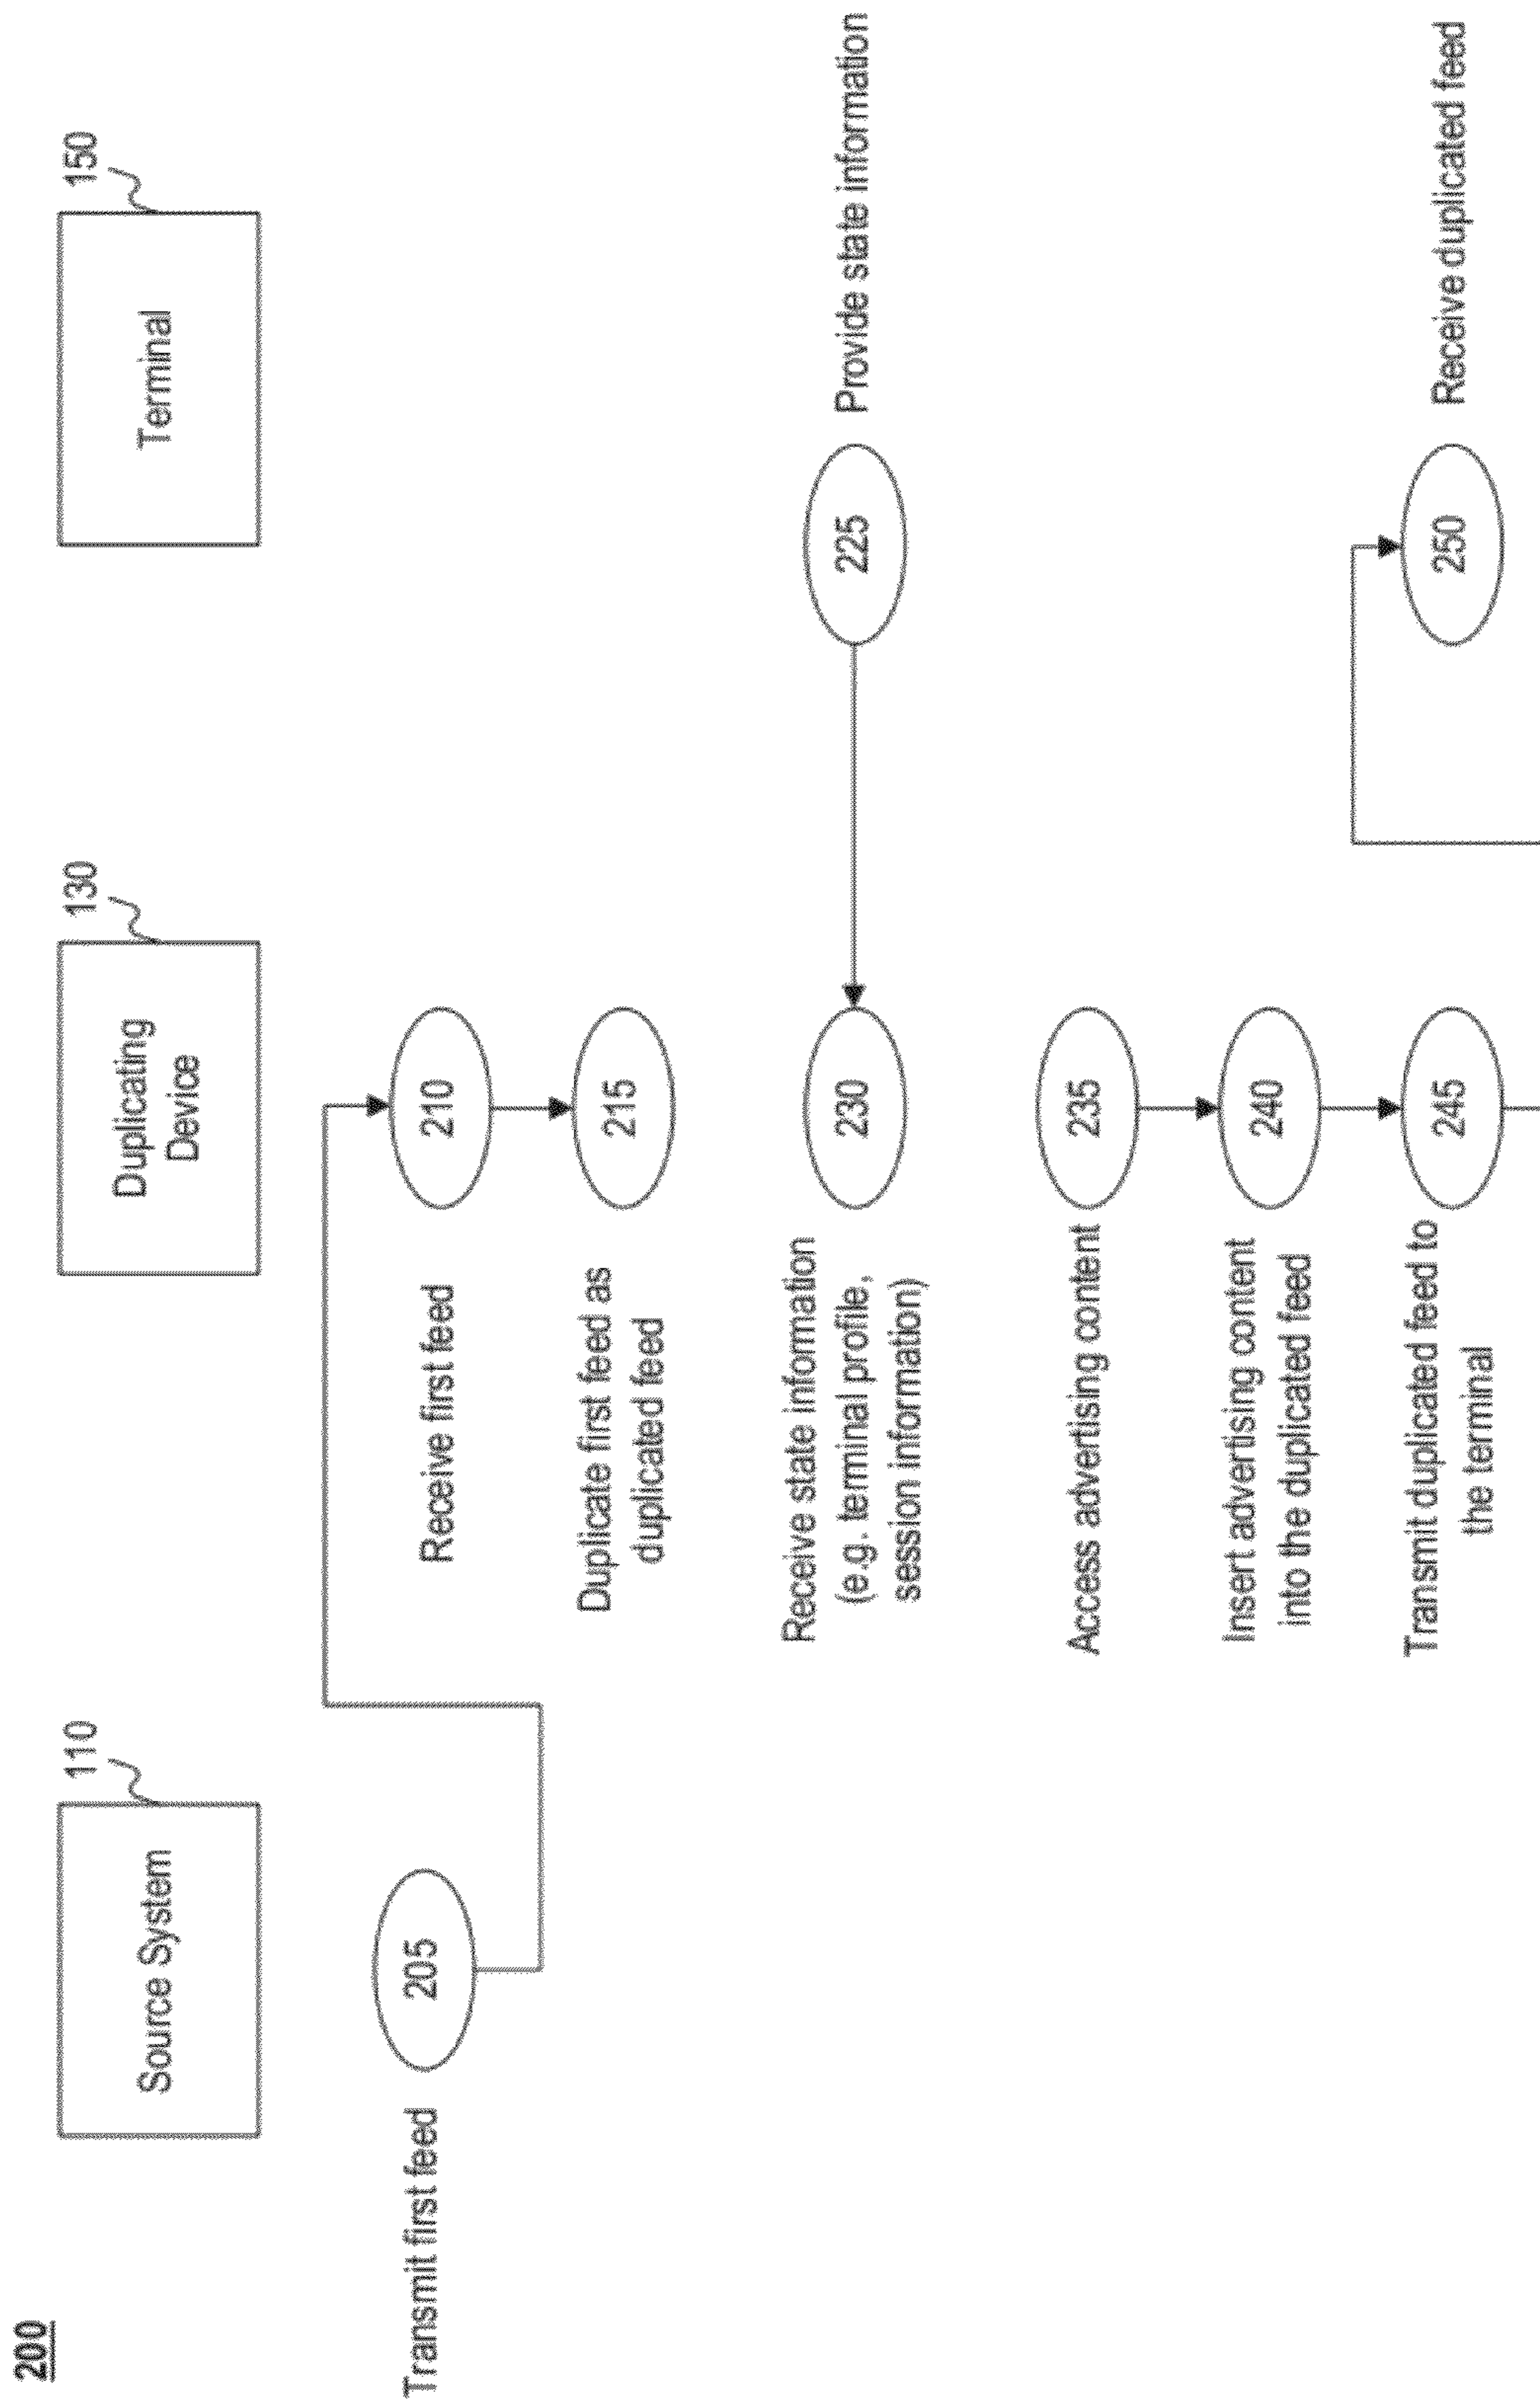 200
Source System
110
Duplicating
Device
130
Terminal
150
Transmit first feed
205
Receive first feed
210
Duplicate first feed as
duplicated feed
215
Receive state information
(e.g. terminal profile,
session information)
230
225
Provide state information
Access advertising content
235
Insert advertising content
into the duplicated feed
240
Transmit duplicated feed to
the terminal
245
250
Receive duplicated feed